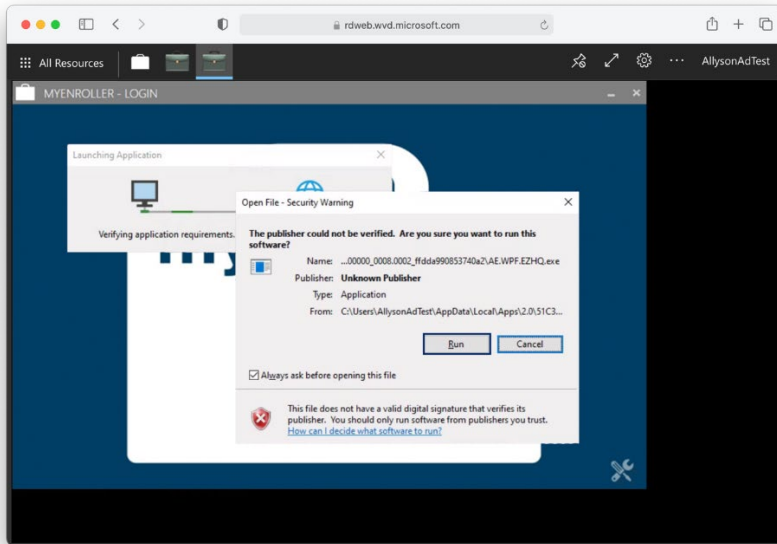 rdweb.wvd.microsoft.com
All Resources
AllysonAdTest
MYENROLLER - LOGIN
Launching Application
Verifying application requirements.
Open File - Security Warning
The publisher could not be verified. Are you sure you want to run this
software?
Name: ...00000_0008.0002_ffdda990853740a2\AE.WPF.EZHQ.exe
Publisher: Unknown Publisher
Type: Application
From: C:\Users\AllysonAdTest\AppData\Local\Apps\2.0\51C3...
Run Cancel
Always ask before opening this file
This file does not have a valid digital signature that verifies its
publisher. You should only run software from publishers you trust.
How can I decide what software to run?